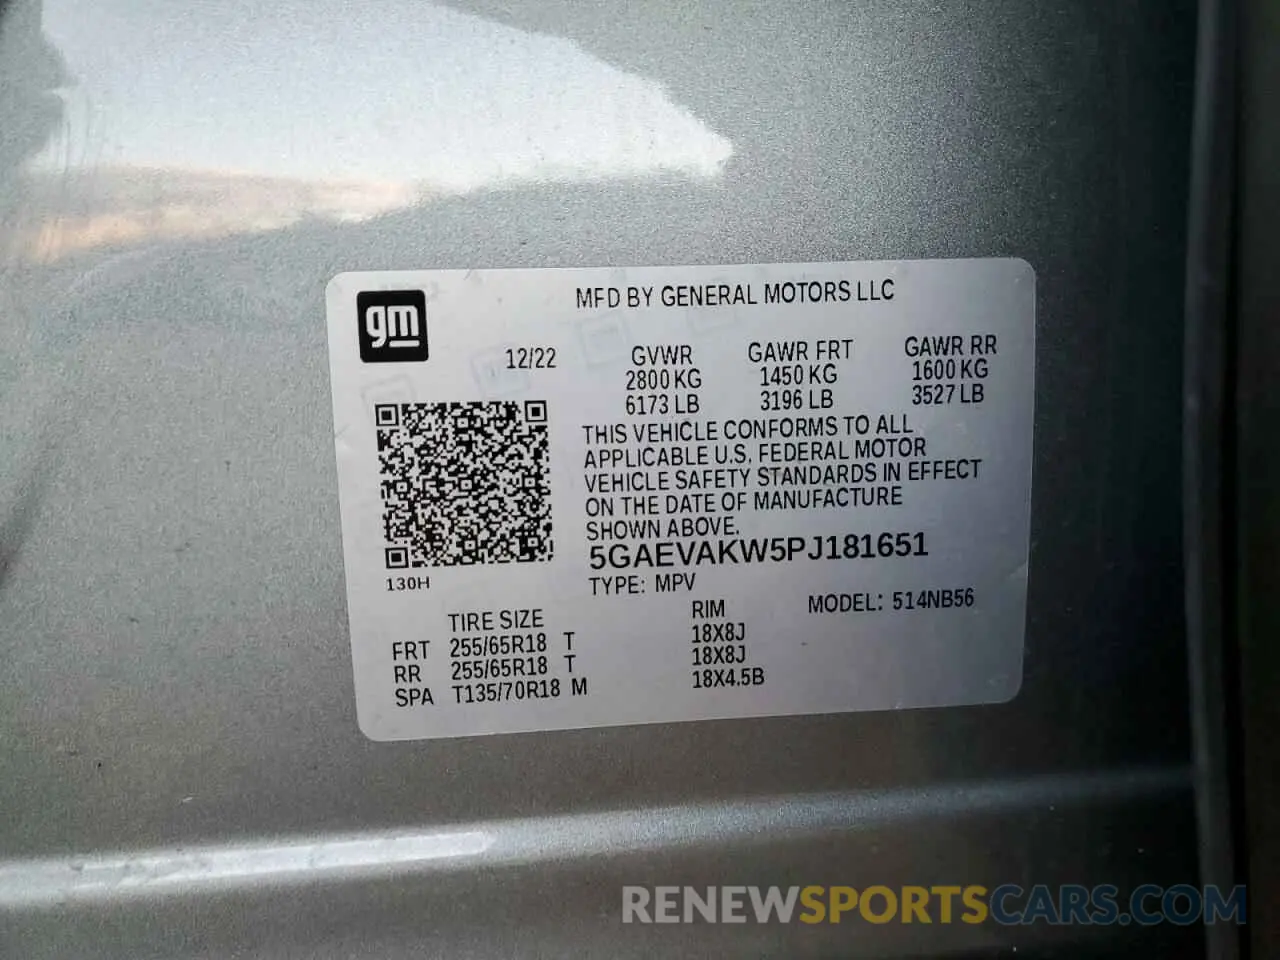 gm
MFD BY GENERAL MOTORS LLC
12/22
GVWR GAWR FRT GAWR RR
2800 KG 1450 KG 1600 KG
6173 LB 3196 LB 3527 LB
THIS VEHICLE CONFORMS TO ALL
APPLICABLE U.S. FEDERAL MOTOR
VEHICLE SAFETY STANDARDS IN EFFECT
ON THE DATE OF MANUFACTURE
SHOWN ABOVE.
5GAEVAKW5PJ181651
130H
TYPE: MPV
MODEL: 514NB56
TIRE SIZE RIM
FRT 255/65R18 T 18X8J
RR 255/65R18 T 18X8J
SPA T135/70R18 M 18X4.5B
RENEWSPORTSCARS.COM